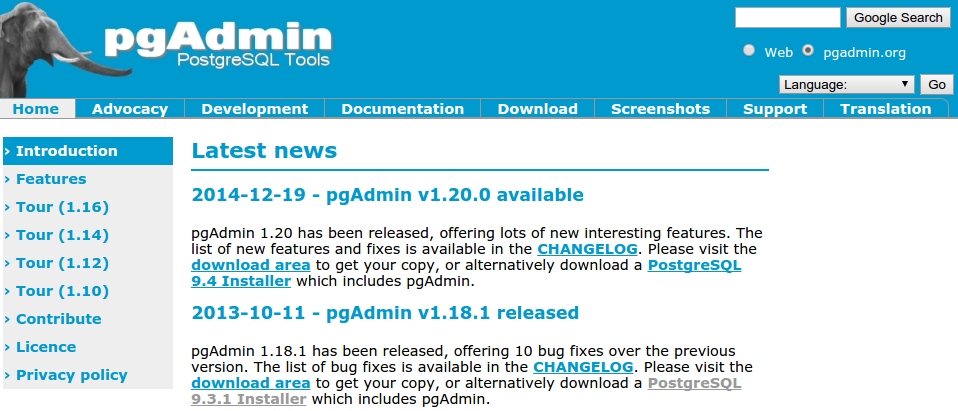 pgAdmin
PostgreSQL Tools
Google Search
Web pgadmin.org
Language: Go
Home Advocacy Development Documentation Download Screenshots Support Translation
› Introduction
› Features
› Tour (1.16)
› Tour (1.14)
› Tour (1.12)
› Tour (1.10)
› Contribute
› Licence
› Privacy policy
Latest news
2014-12-19 - pgAdmin v1.20.0 available
pgAdmin 1.20 has been released, offering lots of new interesting features. The
list of new features and fixes is available in the CHANGELOG. Please visit the
download area to get your copy, or alternatively download a PostgreSQL
9.4 Installer which includes pgAdmin.
2013-10-11 - pgAdmin v1.18.1 released
pgAdmin 1.18.1 has been released, offering 10 bug fixes over the previous
version. The list of bug fixes is available in the CHANGELOG. Please visit the
download area to get your copy, or alternatively download a PostgreSQL
9.3.1 Installer which includes pgAdmin.